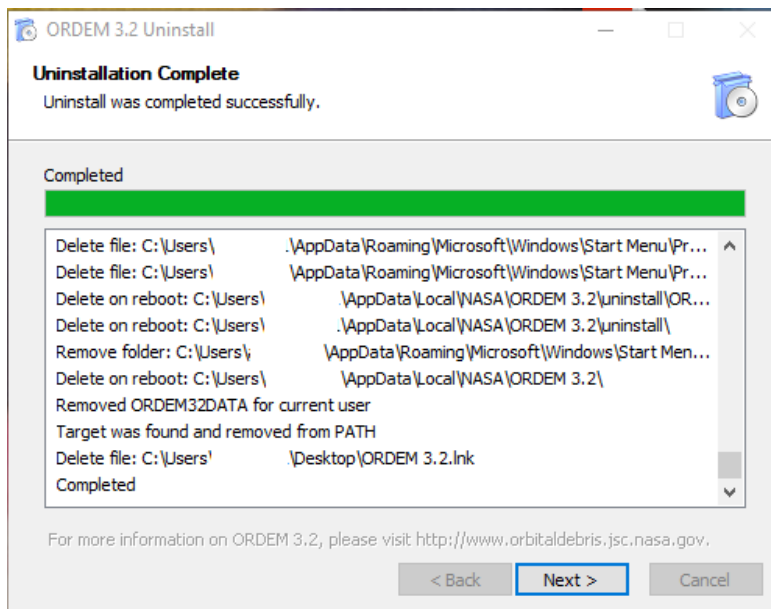 ORDEM 3.2 Uninstall
Uninstallation Complete
Uninstall was completed successfully.
Completed
Delete file: C:\Users\ .\AppData\Roaming\Microsoft\Windows\Start Menu\Pr...
Delete file: C:\Users\ \AppData\Roaming\Microsoft\Windows\Start Menu\Pr...
Delete on reboot: C:\Users\ .\AppData\Local\NASA\ORDEM 3.2\uninstall\OR...
Delete on reboot: C:\Users\ .\AppData\Local\NASA\ORDEM 3.2\uninstall\
Remove folder: C:\Users\ \AppData\Roaming\Microsoft\Windows\Start Men...
Delete on reboot: C:\Users\ \AppData\Local\NASA\ORDEM 3.2\
Removed ORDEM32DATA for current user
Target was found and removed from PATH
Delete file: C:\Users .\Desktop\ORDEM 3.2.lnk
Completed
For more information on ORDEM 3.2, please visit http://www.orbitaldebris.jsc.nasa.gov.
< Back Next > Cancel